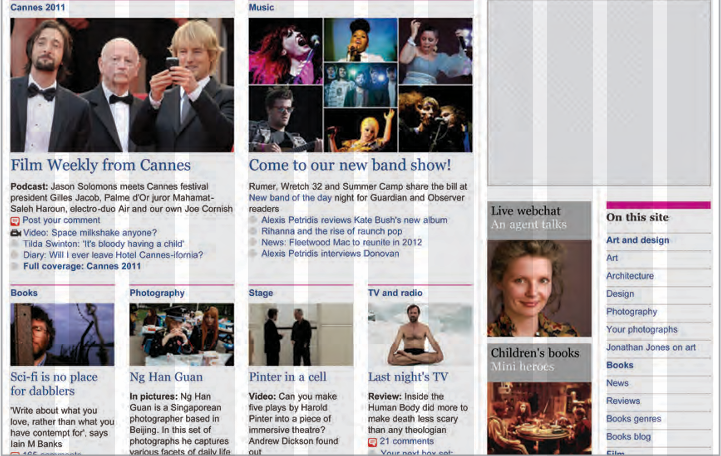 Cannes 2011
Film Weekly from Cannes
Podcast: Jason Solomons meets Cannes festival
president Gilles Jacob, Palme d'Or juror Mahamat-
Saleh Haroun, electro-duo Air and our own Joe Cornish
Post your comment
Video: Space milkshake anyone?
Tilda Swinton: 'It's bloody having a child'
Diary: Will I ever leave Hotel Cannes-ifornia?
Full coverage: Cannes 2011
Music
Come to our new band show!
Rumer, Wretch 32 and Summer Camp share the bill at
New band of the day night for Guardian and Observer
readers
Alexis Petridis reviews Kate Bush's new album
Rihanna and the rise of raunch pop
News: Fleetwood Mac to reunite in 2012
Alexis Petridis interviews Donovan
Books
Sci-fi is no place
for dabblers
'Write about what you
love, rather than what you
have contempt for', says
Iain M Banks
165 comments
Photography
Ng Han Guan
In pictures: Ng Han
Guan is a Singaporean
photographer based in
Beijing. In this set of
photographs he captures
various facets of daily life
Stage
Pinter in a cell
Video: Can you make
five plays by Harold
Pinter into a piece of
immersive theatre?
Andrew Dickson found
out
TV and radio
Last night's TV
Review: Inside the
Human Body did more to
make death less scary
than any theologian
21 comments
Your next box set:
Live webchat
An agent talks
Children's books
Mini heroes
On this site
Art and design
Art
Architecture
Design
Photography
Your photographs
Jonathan Jones on art
Books
News
Reviews
Books genres
Books blog
Film